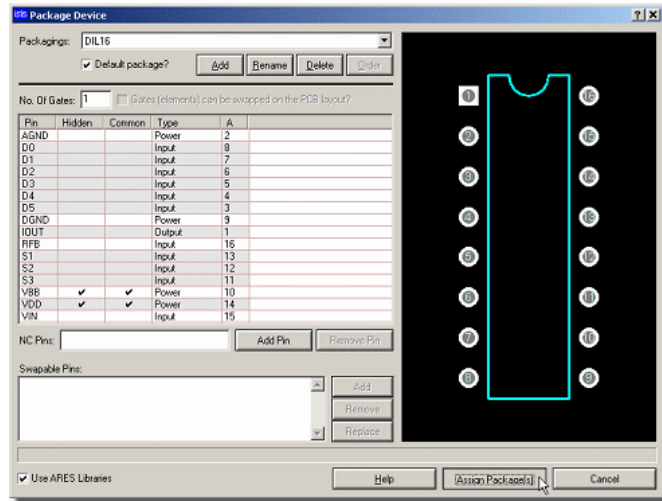 ISIS Package Device
Packagings: DIL16
Default package? Add Rename Delete Order
No. Of Gates: 1 Gates (elements) can be swapped on the PCB layout?
Pin Hidden Common Type A
AGND Power 2
D0 Input 8
D1 Input 7
D2 Input 6
D3 Input 5
D4 Input 4
D5 Input 3
DGND Power 9
IOUT Output 1
RFB Input 16
S1 Input 13
S2 Input 12
S3 Input 11
VBB ✔ ✔ Power 10
VDD ✔ ✔ Power 14
VIN Input 15
NC Pins: Add Pin Remove Pin
Swapable Pins:
Add
Remove
Replace
1 16
2 15
3 14
4 13
5 12
6 11
7 10
8 9
Use ARES Libraries Help Assign Package(s) Cancel